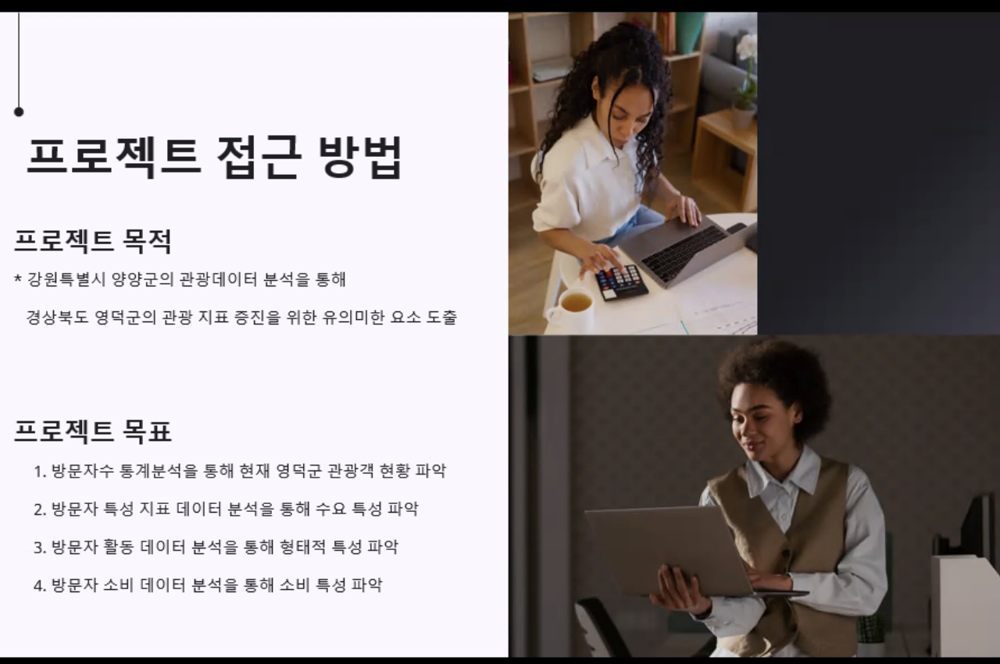 프로젝트 접근 방법
프로젝트 목적
* 강원특별시 양양군의 관광데이터 분석을 통해
경상북도 영덕군의 관광 지표 증진을 위한 유의미한 요소 도출
프로젝트 목표
1. 방문자수 통계분석을 통해 현재 영덕군 관광객 현황 파악
2. 방문자 특성 지표 데이터 분석을 통해 수요 특성 파악
3. 방문자 활동 데이터 분석을 통해 형태적 특성 파악
4. 방문자 소비 데이터 분석을 통해 소비 특성 파악